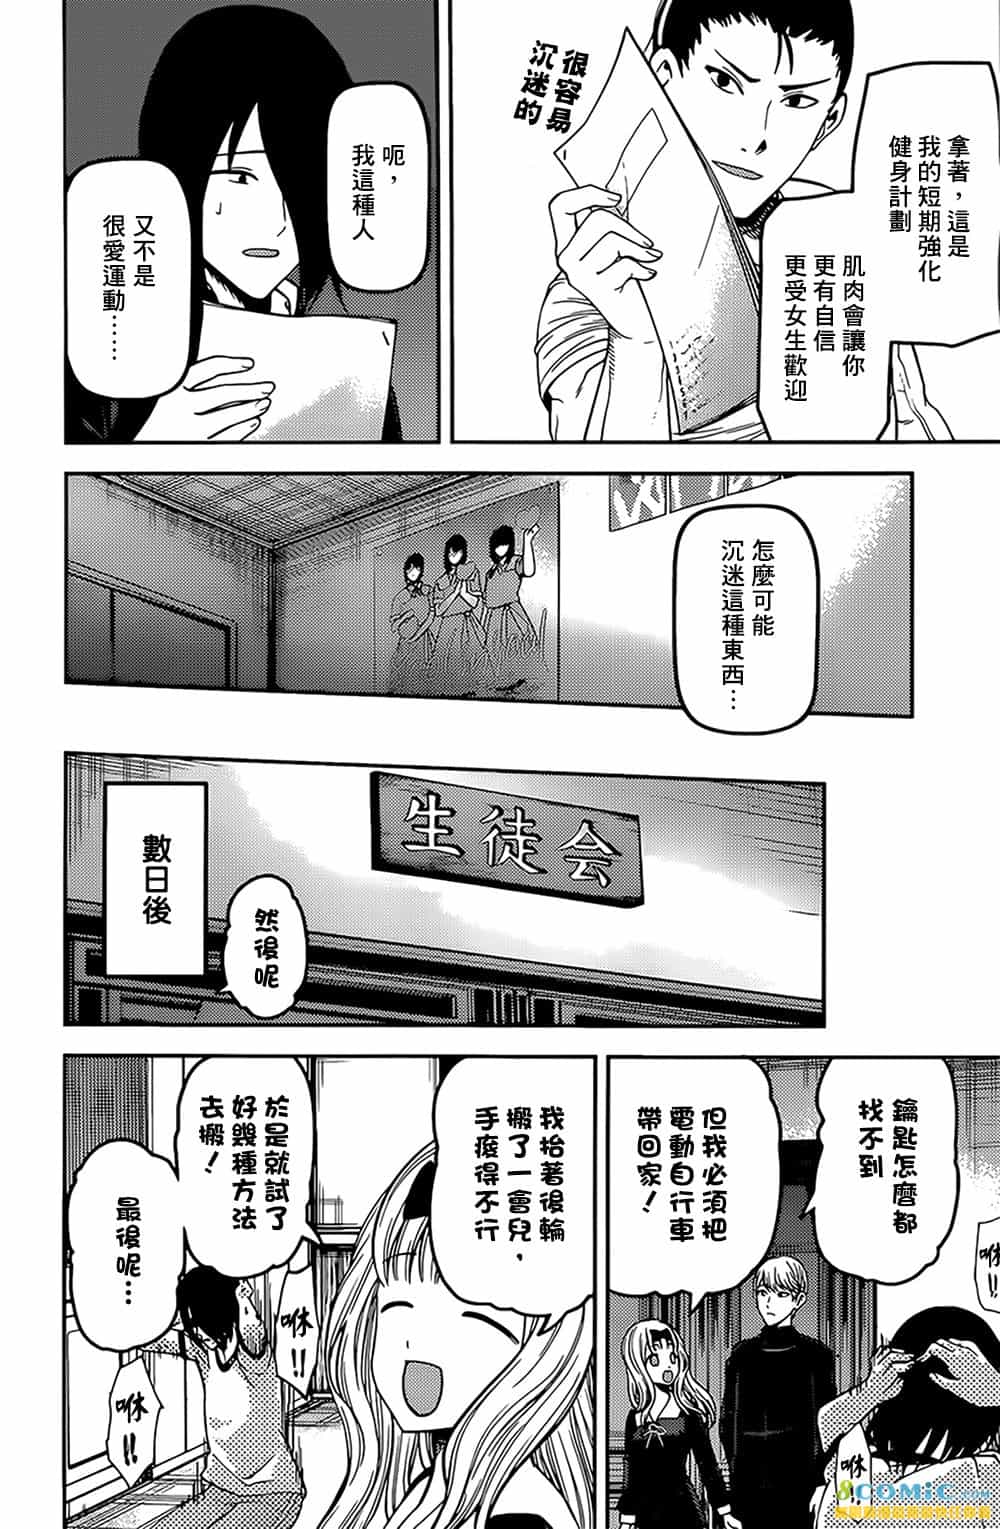 拿著，這是
我的短期強化
健身計劃
肌肉會讓你
更有自信
更受女生歡迎
很容易
沉迷的
呃，
我這種人
又不是
很愛運動……
怎麼可能
沉迷這種東西…
生徒会
數日後
然後呢
鑰匙怎麼都
找不到
但我必須把
電動自行車
帶回家！
咻!!
咻!!
咻
我抬著後輪
搬了一會兒，
手痠得不行
於是就試了
好幾種方法
去搬！
最後呢…
咻!!
咻!!
8COMIC.COM